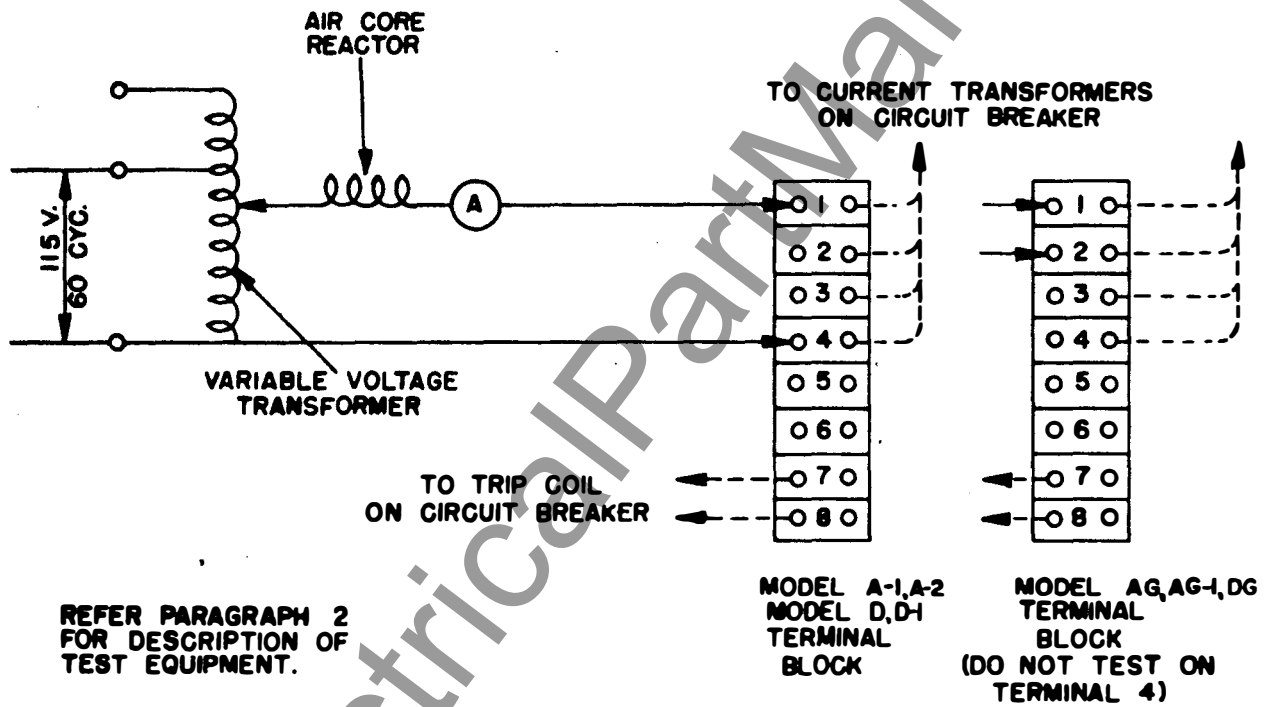 AIR CORE
REACTOR
TO CURRENT TRANSFORMERS
ON CIRCUIT BREAKER
115 V.
60 CYC.
A
1
2
3
4
5
6
7
8
1
2
3
4
5
6
7
8
VARIABLE VOLTAGE
TRANSFORMER
TO TRIP COIL
ON CIRCUIT BREAKER
REFER PARAGRAPH 2
FOR DESCRIPTION OF
TEST EQUIPMENT.
MODEL A-1,A-2
MODEL D,D-1
TERMINAL
BLOCK
MODEL AG,AG-1,DG
TERMINAL
BLOCK
(DO NOT TEST ON
TERMINAL 4)
ctricalPartMa